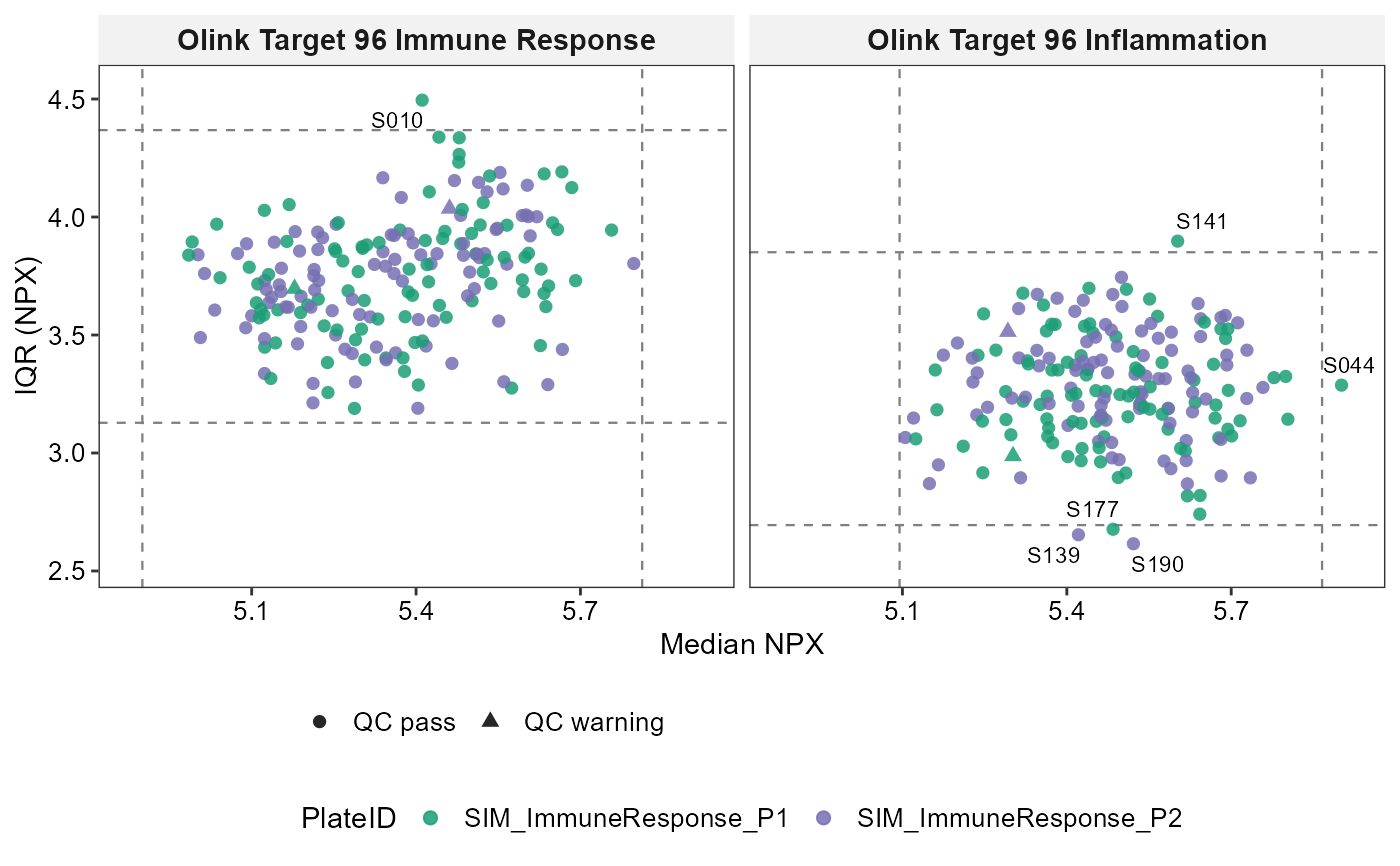 Olink Target 96 Immune Response
Olink Target 96 Inflammation
4.5
4.0
3.5
3.0
2.5
IQR (NPX)
S010
S141
S044
S177
S139
S190
5.1
5.4
5.7
5.1
5.4
5.7
Median NPX
QC pass
QC warning
PlateID
SIM_ImmuneResponse_P1
SIM_ImmuneResponse_P2